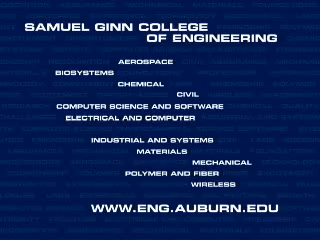 SAMUEL GINN COLLEGE
OF ENGINEERING
AEROSPACE
BIOSYSTEMS
CHEMICAL
CIVIL
COMPUTER SCIENCE AND SOFTWARE
ELECTRICAL AND COMPUTER
INDUSTRIAL AND SYSTEMS
MATERIALS
MECHANICAL
POLYMER AND FIBER
WIRELESS
WWW.ENG.AUBURN.EDU